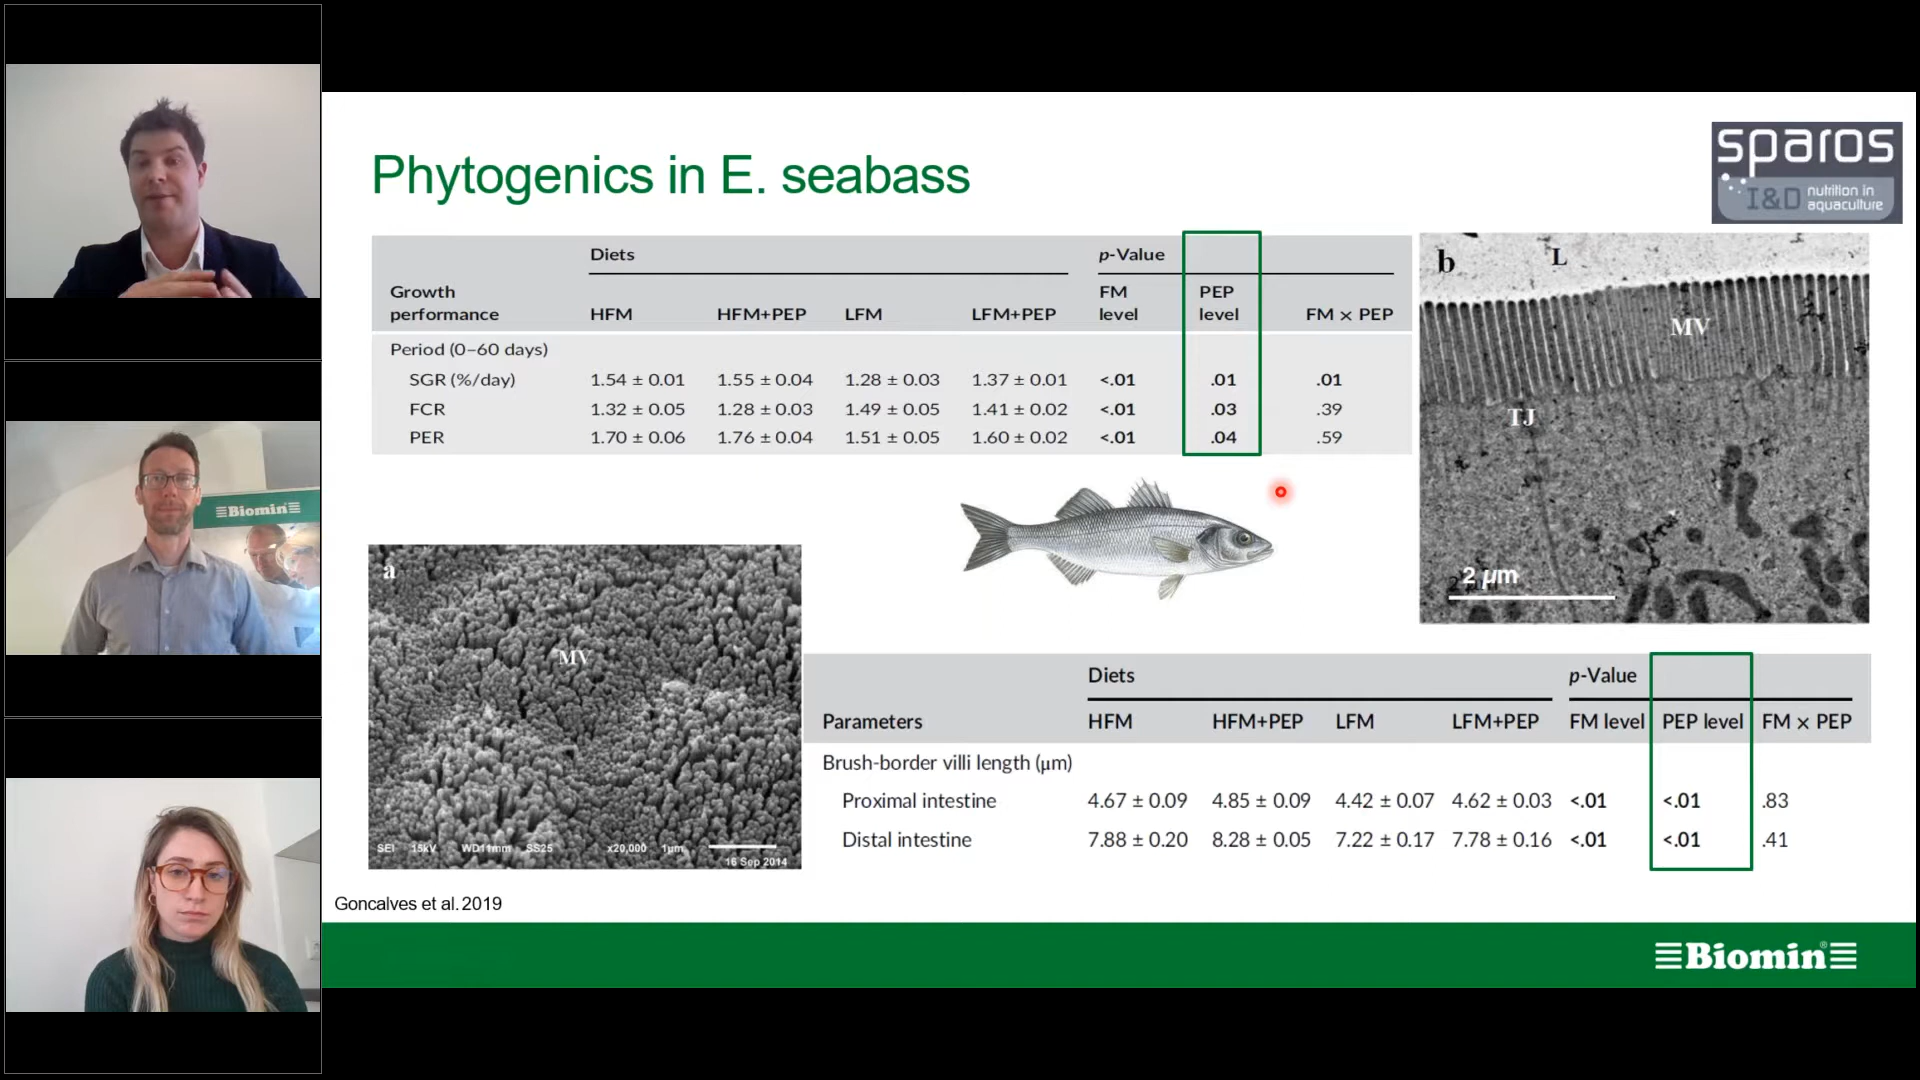 Biomin
Phytogenics in E. seabass
sparos
I&D nutrition in aquaculture
Diets p-Value
Growth performance HFM HFM+PEP LFM LFM+PEP FM level PEP level FM × PEP
Period (0–60 days)
SGR (%/day) 1.54 ± 0.01 1.55 ± 0.04 1.28 ± 0.03 1.37 ± 0.01 <.01 .01 .01
FCR 1.32 ± 0.05 1.28 ± 0.03 1.49 ± 0.05 1.41 ± 0.02 <.01 .03 .39
PER 1.70 ± 0.06 1.76 ± 0.04 1.51 ± 0.05 1.60 ± 0.02 <.01 .04 .59
b L
MV
TJ
2 µm
a
MV
SEI 15kV WD11mm SS25 x20,000 1µm
16 Sep 2014
Diets p-Value
Parameters HFM HFM+PEP LFM LFM+PEP FM level PEP level FM × PEP
Brush-border villi length (µm)
Proximal intestine 4.67 ± 0.09 4.85 ± 0.09 4.42 ± 0.07 4.62 ± 0.03 <.01 <.01 .83
Distal intestine 7.88 ± 0.20 8.28 ± 0.05 7.22 ± 0.17 7.78 ± 0.16 <.01 <.01 .41
Goncalves et al. 2019
Biomin®